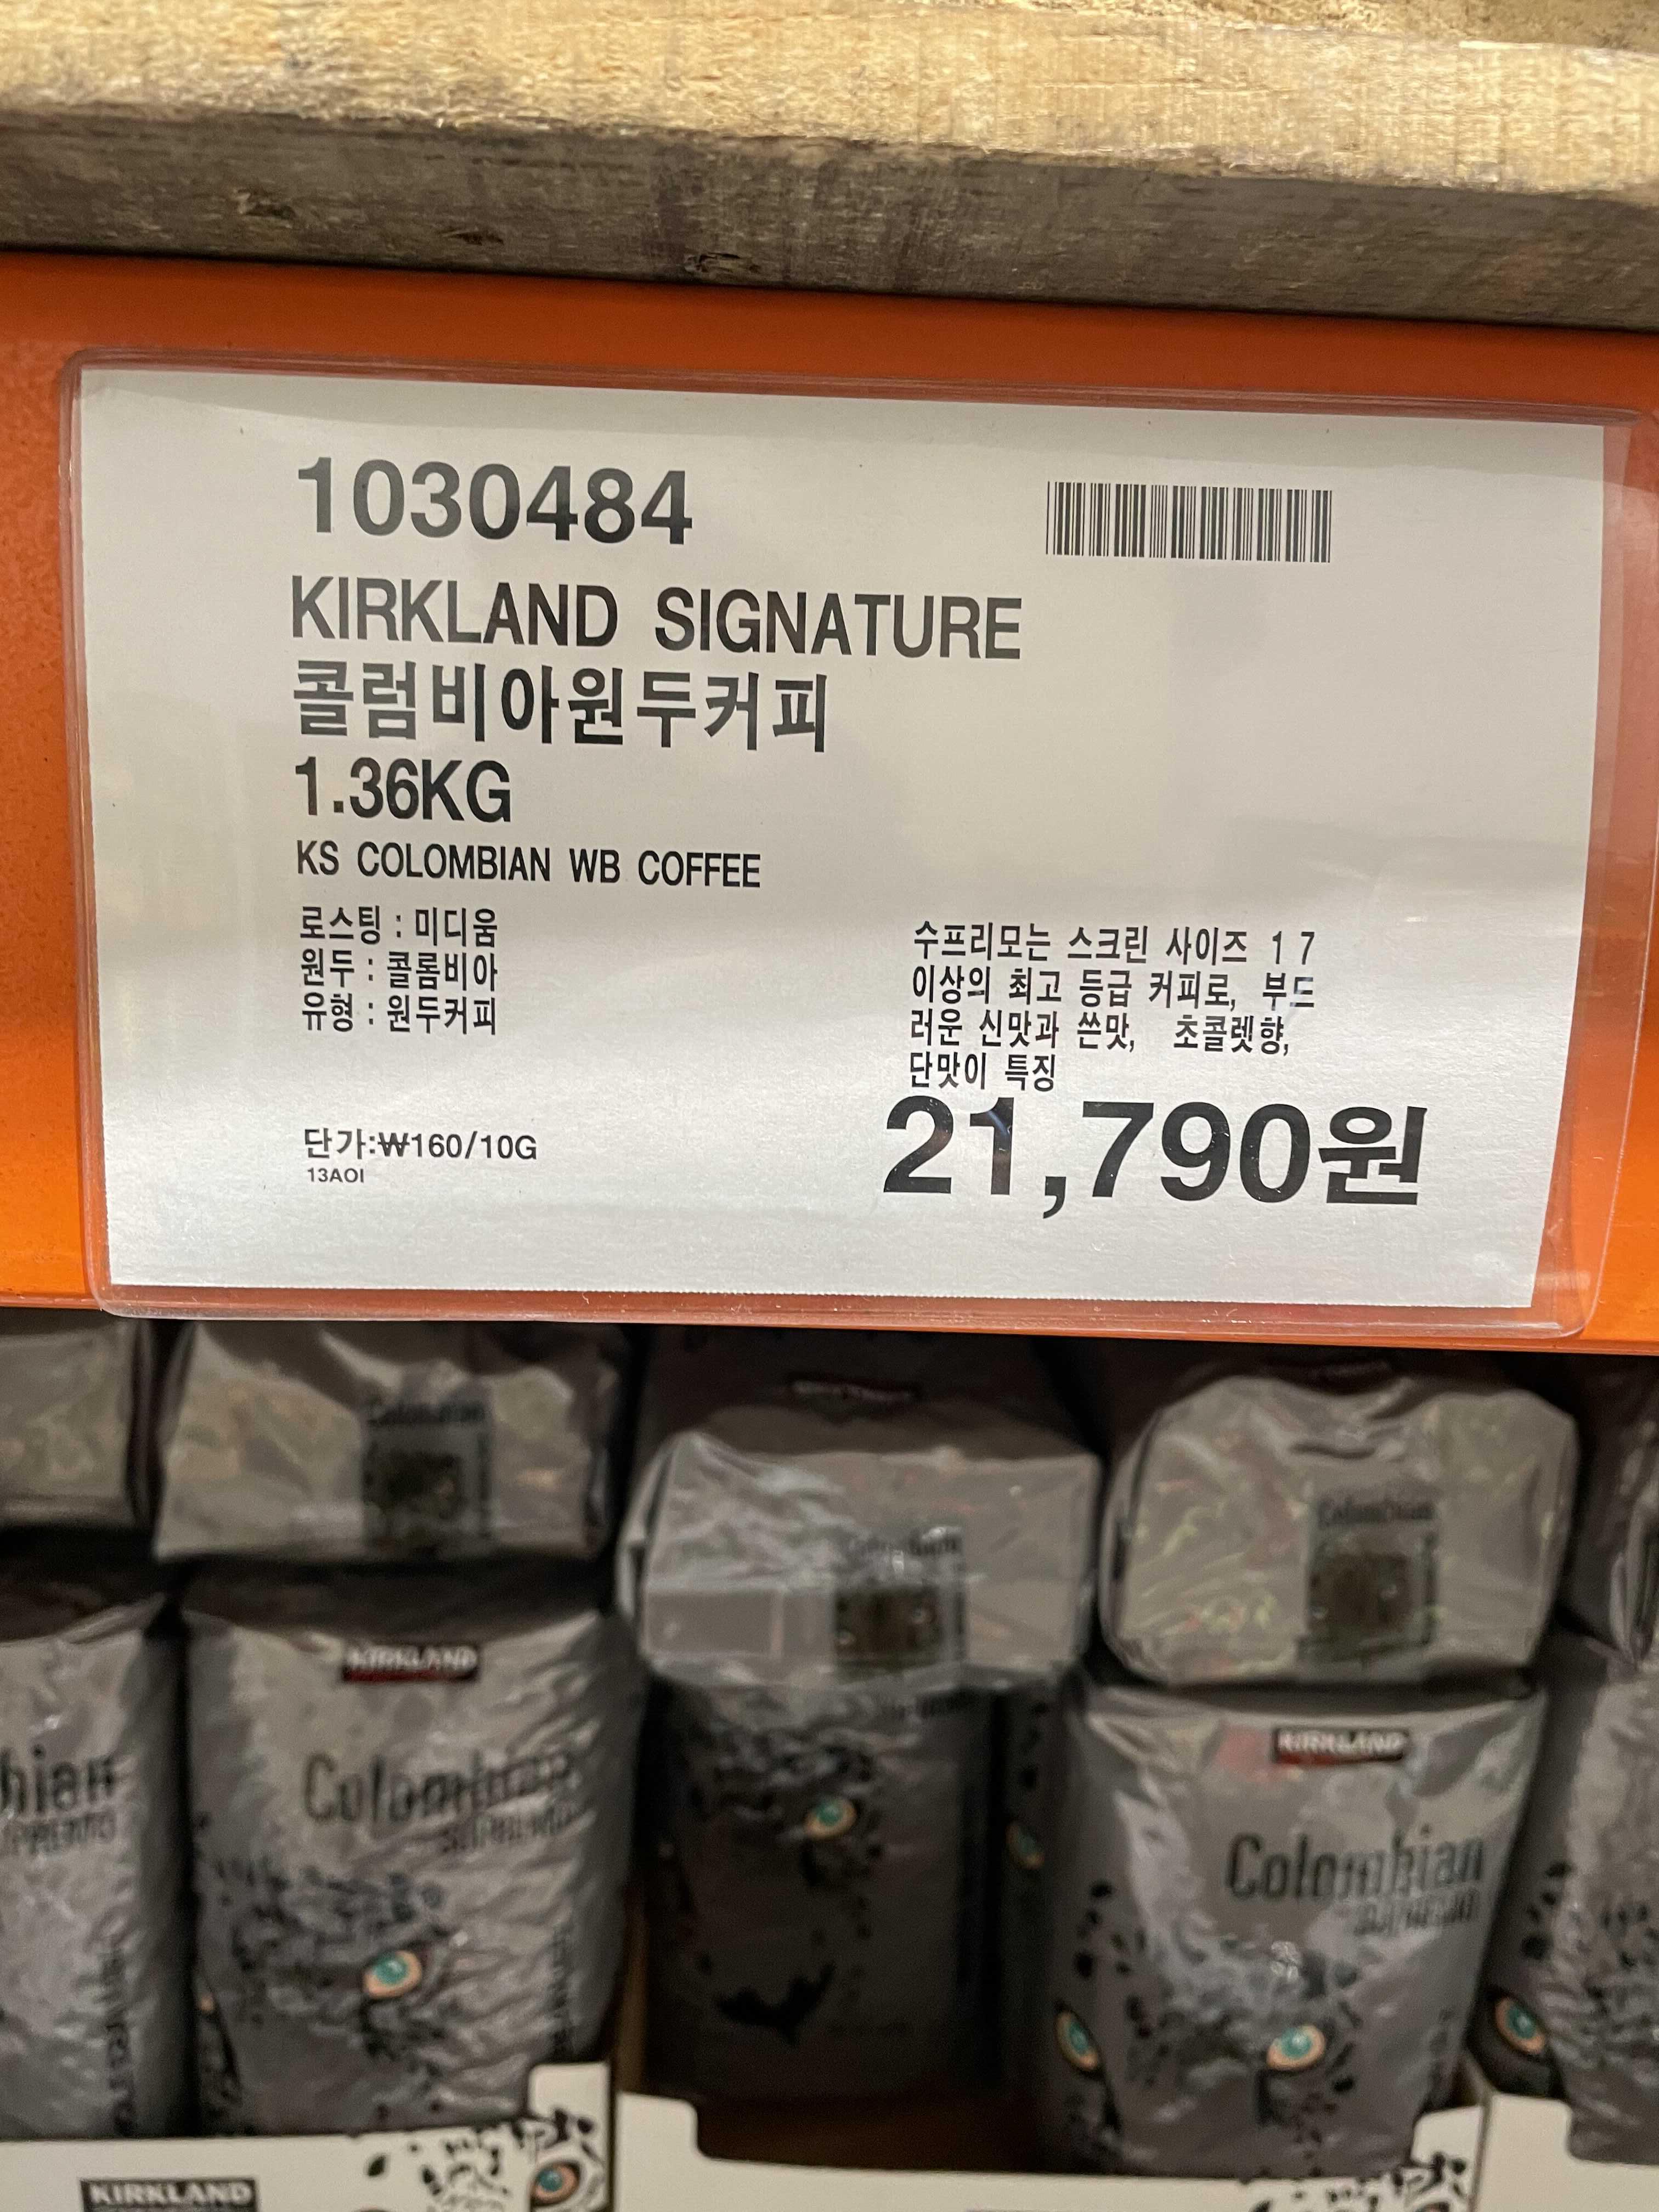 1030484
KIRKLAND SIGNATURE
콜럼비아원두커피
1.36KG
KS COLOMBIAN WB COFFEE
로스팅 : 미디움
원두 : 콜롬비아
유형 : 원두커피
수프리모는 스크린 사이즈 17
이상의 최고 등급 커피로, 부드
러운 신맛과 쓴맛, 초콜렛향,
단맛이 특징
단가:₩160/10G
13AOI
21,790원
Colombian
Colombian
KIRKLAND
KIRKLAND
Colombian
Colombian
KIRKLAND